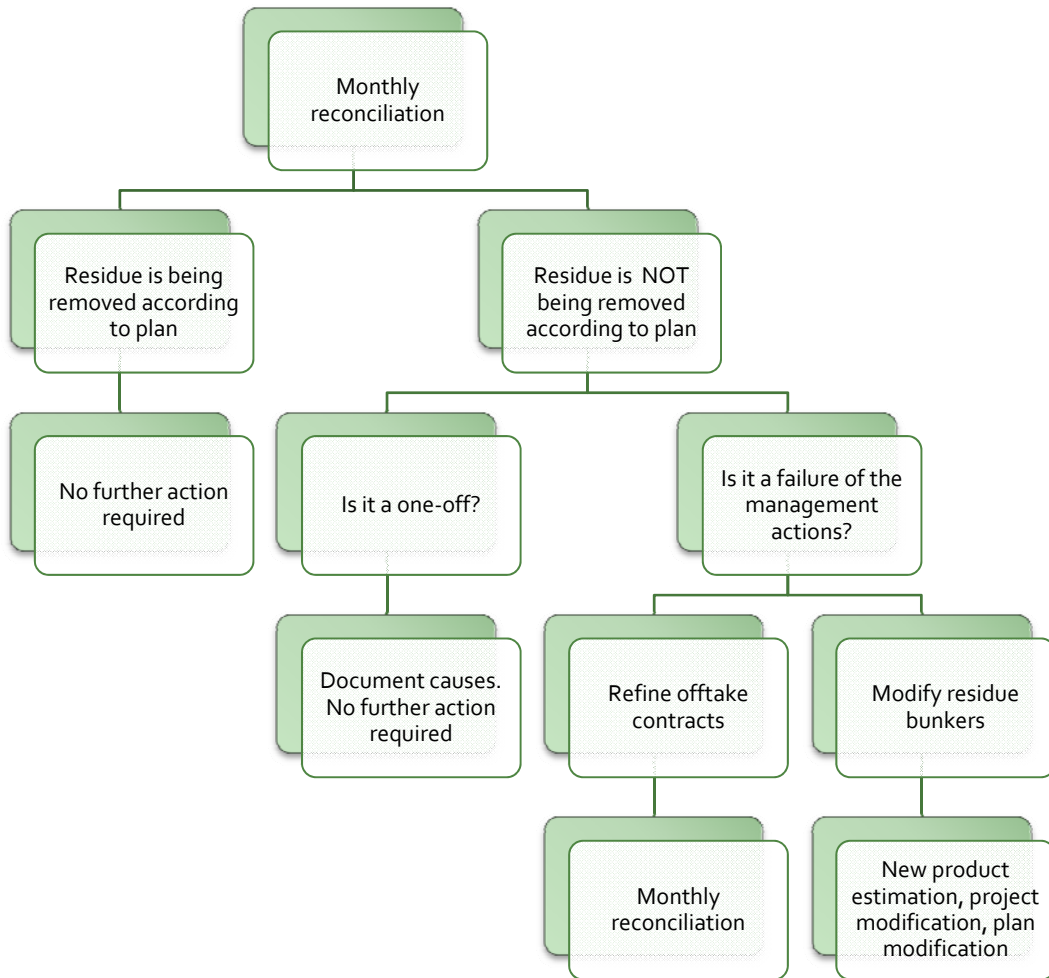 Monthly
reconciliation
Residue is being
removed according
to plan
Residue is NOT
being removed
according to plan
No further action
required
Is it a one-off?
Is it a failure of the
management
actions?
Document causes.
No further action
required
Refine offtake
contracts
Modify residue
bunkers
Monthly
reconciliation
New product
estimation, project
modification, plan
modification